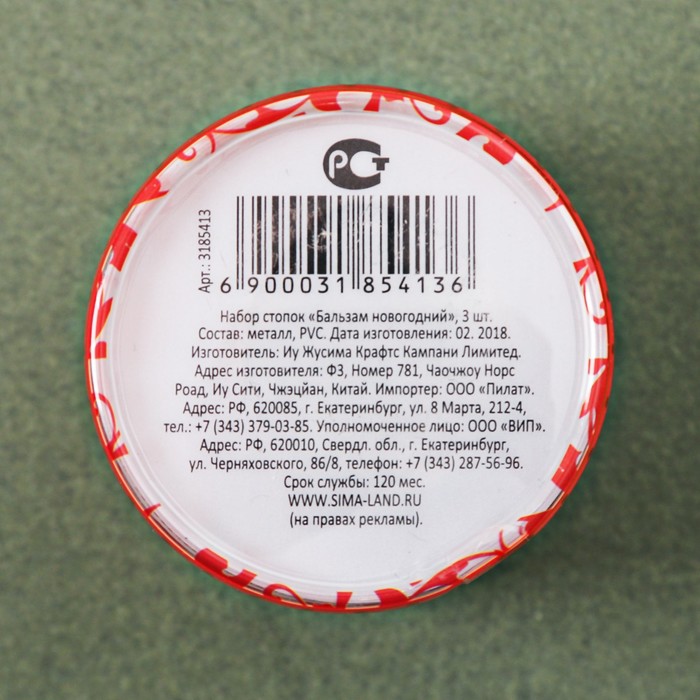 РСТ
Арт.: 3185413
6 900031 854136
Набор стопок «Бальзам новогодний», 3 шт.
Состав: металл, PVC. Дата изготовления: 02. 2018.
Изготовитель: Иу Жусима Крафтс Кампани Лимитед.
Адрес изготовителя: Ф3, Номер 781, Чаочжоу Норс
Роад, Иу Сити, Чжэцйан, Китай. Импортер: ООО «Пилат».
Адрес: РФ, 620085, г. Екатеринбург, ул. 8 Марта, 212-4,
тел.: +7 (343) 379-03-85. Уполномоченное лицо: ООО «ВИП».
Адрес: РФ, 620010, Свердл. обл., г. Екатеринбург,
ул. Черняховского, 86/8, телефон: +7 (343) 287-56-96.
Срок службы: 120 мес.
WWW.SIMA-LAND.RU
(на правах рекламы).